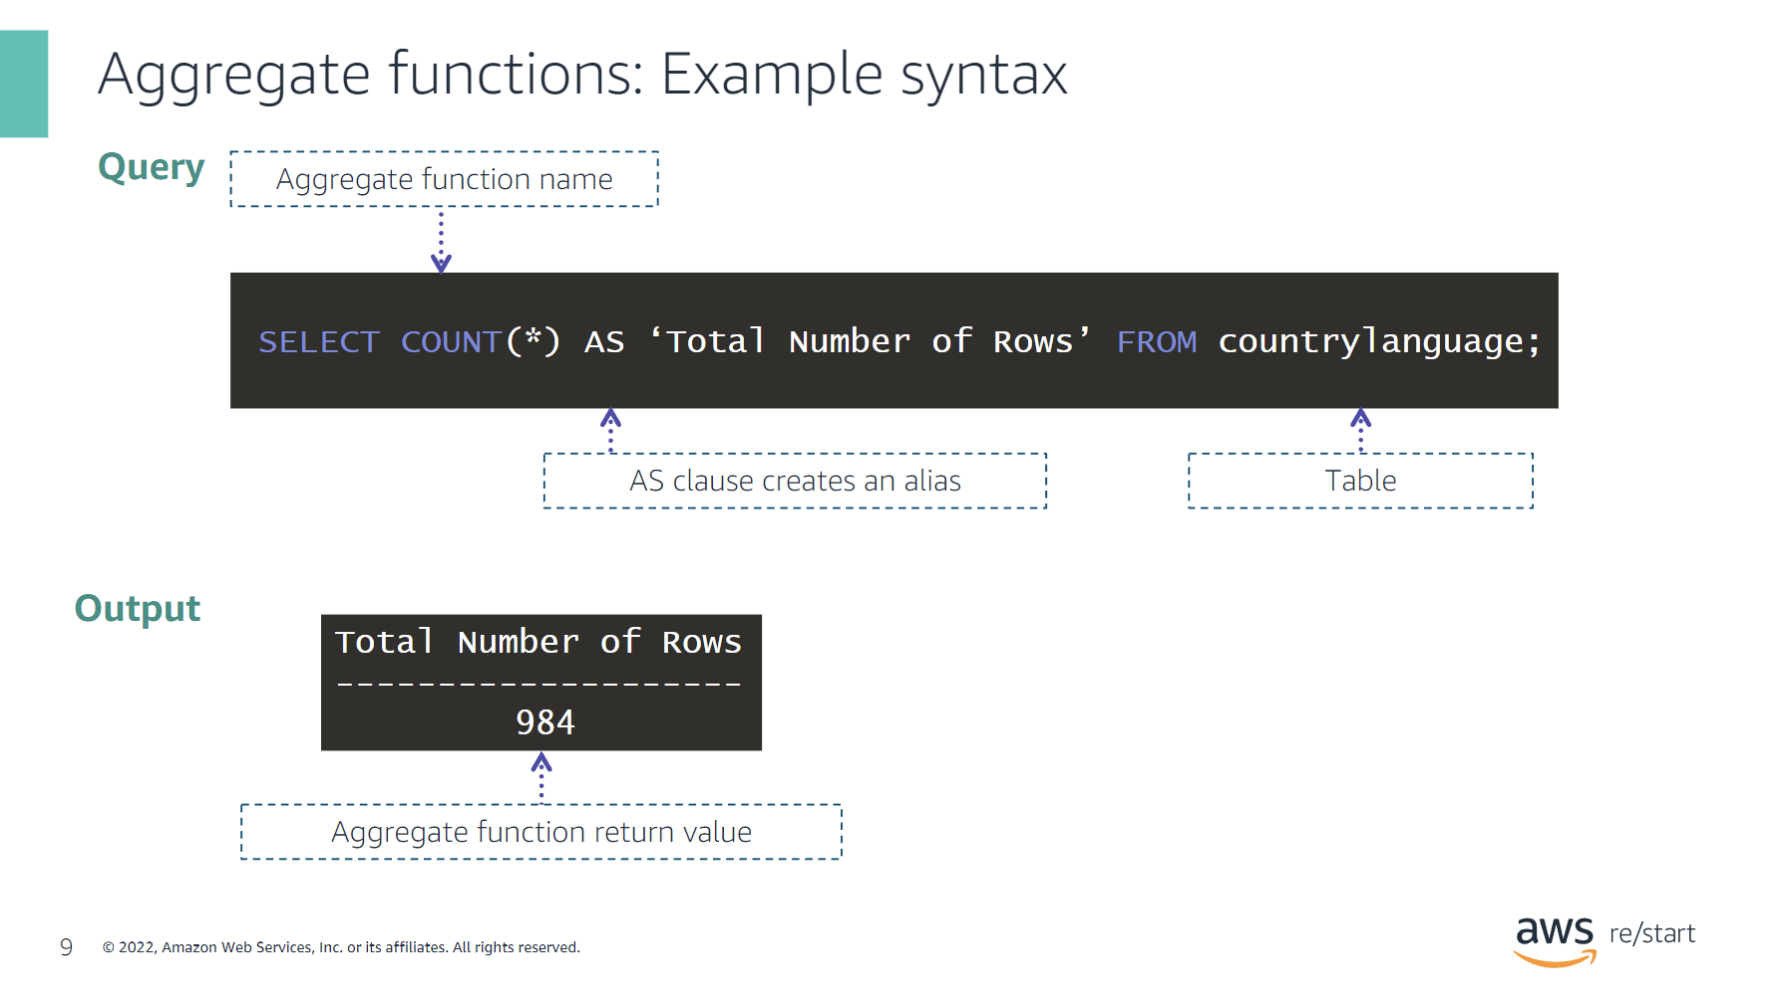 Aggregate functions: Example syntax
Query
Aggregate function name
SELECT COUNT(*) AS ‘Total Number of Rows’ FROM countrylanguage;
AS clause creates an alias
Table
Output
Total Number of Rows
--------------------
984
Aggregate function return value
9
© 2022, Amazon Web Services, Inc. or its affiliates. All rights reserved.
aws re/start